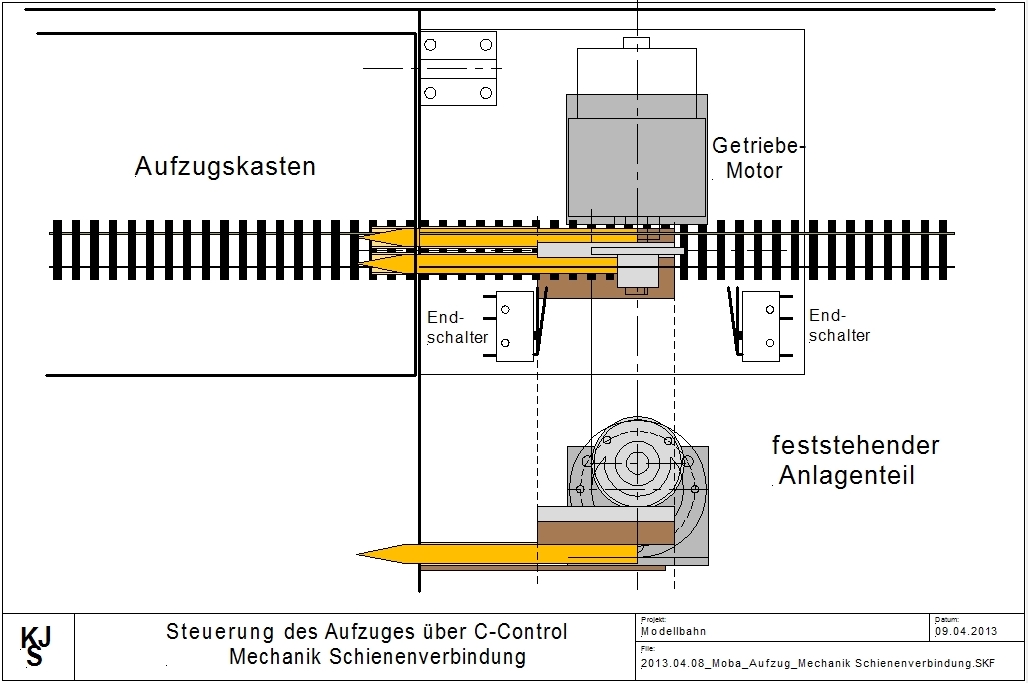 Aufzugskasten
Getriebe-
Motor
End-
schalter
End-
schalter
feststehender
Anlagenteil
KJ
S
Steuerung des Aufzuges über C-Control
Mechanik Schienenverbindung
Projekt:
Modellbahn
Datum:
09.04.2013
File:
2013.04.08_Moba_Aufzug_Mechanik Schienenverbindung.SKF